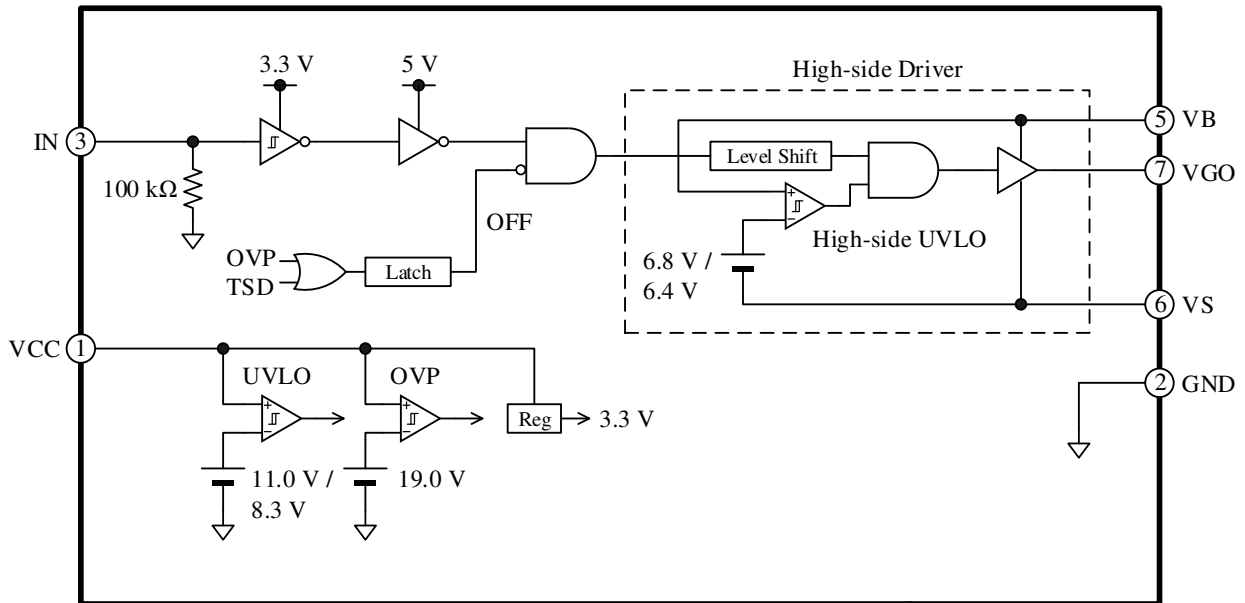 3.3 V
5 V
High-side Driver
IN
3
100 kΩ
OVP
TSD
Latch
OFF
Level Shift
+
−
High-side UVLO
6.8 V /
6.4 V
5
VB
7
VGO
6
VS
2
GND
VCC
1
UVLO
+
−
11.0 V /
8.3 V
OVP
+
−
19.0 V
Reg
3.3 V